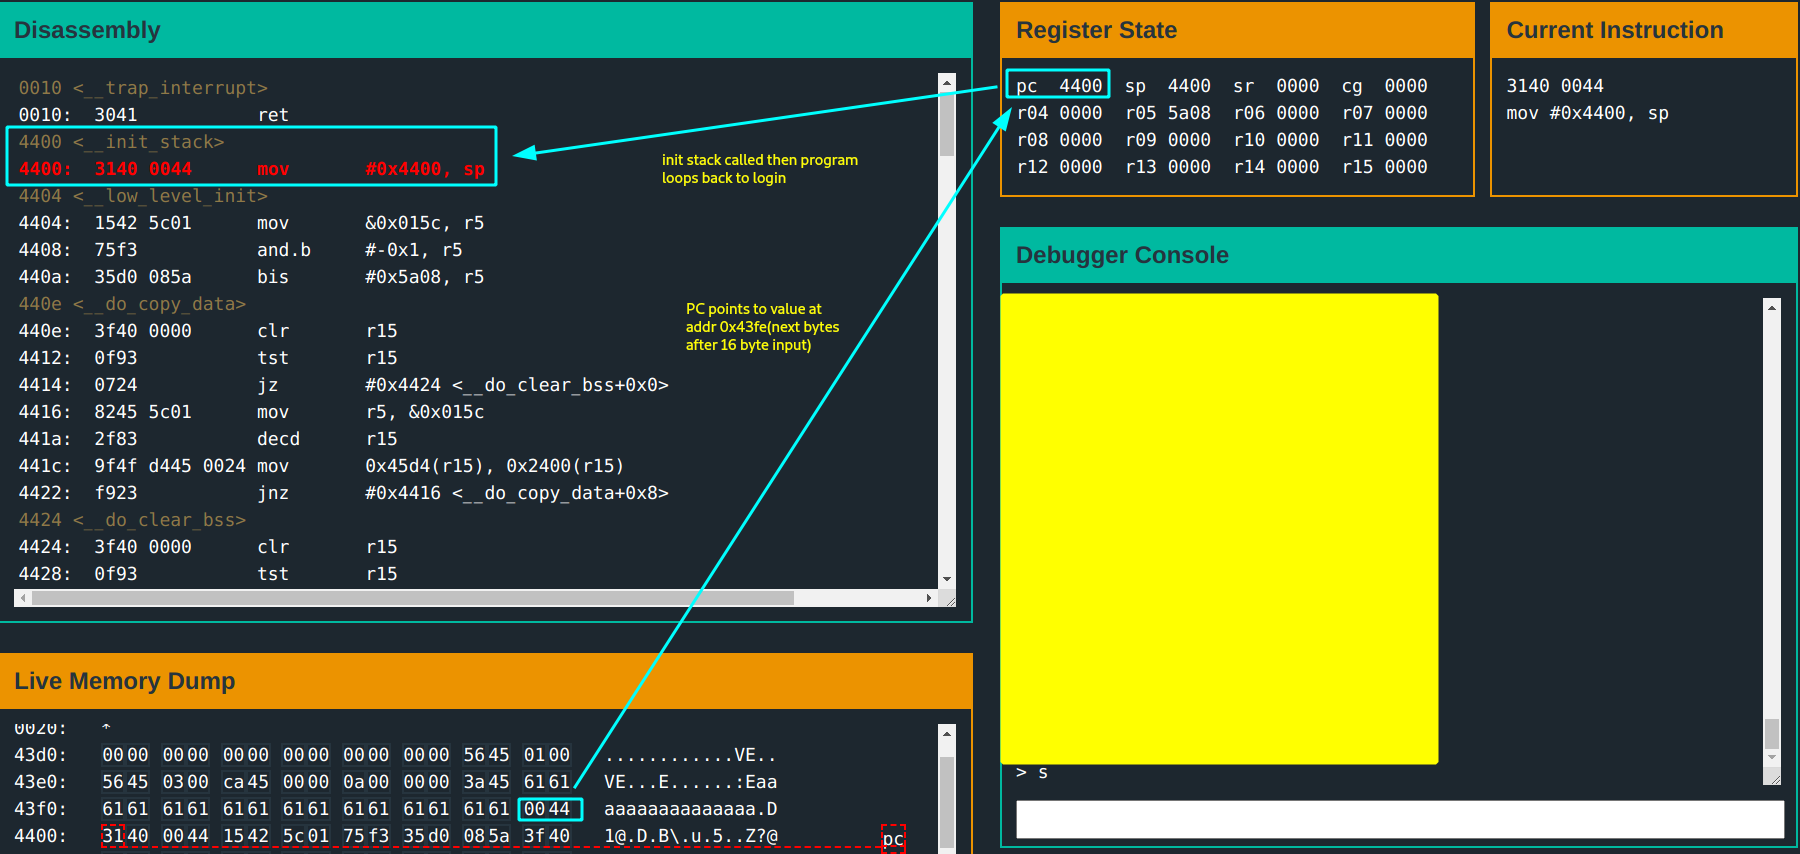 Disassembly
0010 <__trap_interrupt>
0010: 3041 ret
4400 <__init_stack>
4400: 3140 0044 mov #0x4400, sp
4404 <__low_level_init>
4404: 1542 5c01 mov &0x015c, r5
4408: 75f3 and.b #-0x1, r5
440a: 35d0 085a bis #0x5a08, r5
440e <__do_copy_data>
440e: 3f40 0000 clr r15
4412: 0f93 tst r15
4414: 0724 jz #0x4424 <__do_clear_bss+0x0>
4416: 8245 5c01 mov r5, &0x015c
441a: 2f83 decd r15
441c: 9f4f d445 0024 mov 0x45d4(r15), 0x2400(r15)
4422: f923 jnz #0x4416 <__do_copy_data+0x8>
4424 <__do_clear_bss>
4424: 3f40 0000 clr r15
4428: 0f93 tst r15
init stack called then program
loops back to login
PC points to value at
addr 0x43fe(next bytes
after 16 byte input)
Register State
pc 4400 sp 4400 sr 0000 cg 0000
r04 0000 r05 5a08 r06 0000 r07 0000
r08 0000 r09 0000 r10 0000 r11 0000
r12 0000 r13 0000 r14 0000 r15 0000
Current Instruction
3140 0044
mov #0x4400, sp
Debugger Console
> s
Live Memory Dump
0020: *
43d0: 0000 0000 0000 0000 0000 0000 5645 0100 ............VE..
43e0: 5645 0300 ca45 0000 0a00 0000 3a45 6161 VE...E......:Eaa
43f0: 6161 6161 6161 6161 6161 6161 6161 0044 aaaaaaaaaaaaaa.D
4400: 3140 0044 1542 5c01 75f3 35d0 085a 3f40 1@.D.B\.u.5..Z?@ pc